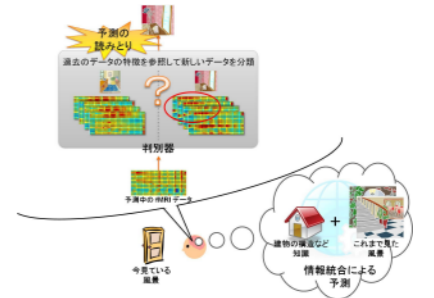 予測の
読みとり
過去のデータの特徴を参照して新しいデータを分類
?
判別器
予測中の fMRI データ
今見ている
風景
+
建物の構造など
知識
これまで見た
風景
情報統合による
予測